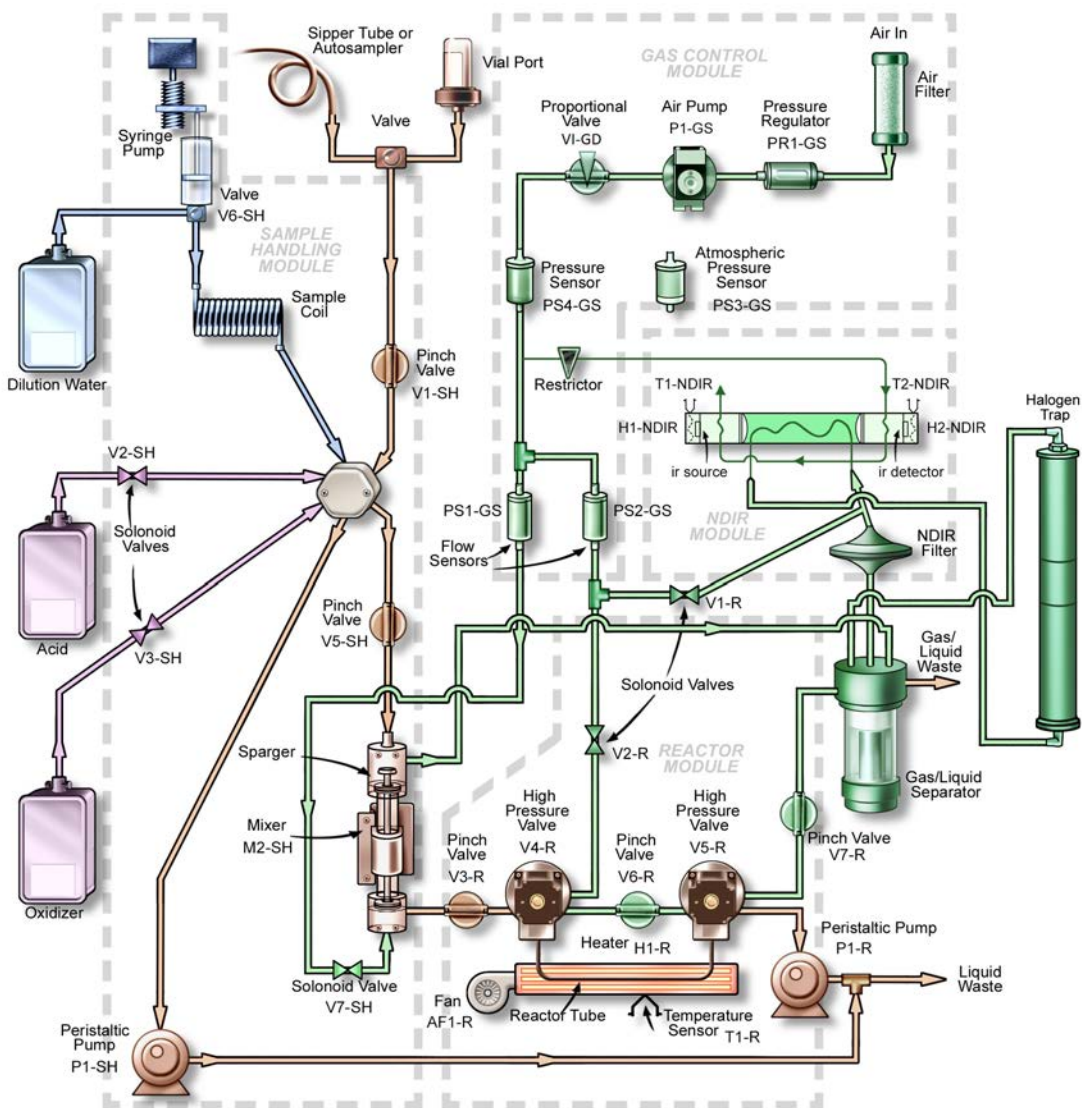 Sipper Tube or
Autosampler
Vial Port
Valve
Syringe
Pump
Valve
V6-SH
SAMPLE
HANDLING
MODULE
Sample
Coil
Dilution Water
Pinch
Valve
V1-SH
V2-SH
Solonoid
Valves
Acid
V3-SH
Oxidizer
Pinch
Valve
V5-SH
Sparger
Mixer
M2-SH
Solonoid Valve
V7-SH
Peristaltic
Pump
P1-SH
GAS CONTROL
MODULE
Air In
Air
Filter
Proportional
Valve
VI-GD
Air Pump
P1-GS
Pressure
Regulator
PR1-GS
Pressure
Sensor
PS4-GS
Atmospheric
Pressure
Sensor
PS3-GS
Restrictor
T1-NDIR
T2-NDIR
H1-NDIR
H2-NDIR
ir source
ir detector
Halogen
Trap
PS1-GS
PS2-GS
Flow
Sensors
NDIR
MODULE
NDIR
Filter
V1-R
Solonoid Valves
V2-R
Gas/
Liquid
Waste
REACTOR
MODULE
Gas/Liquid
Separator
High
Pressure
Valve
V4-R
High
Pressure
Valve
V5-R
Pinch
Valve
V3-R
Pinch
Valve
V6-R
Pinch Valve
V7-R
Heater
H1-R
Fan
AF1-R
Reactor Tube
Temperature
Sensor
T1-R
Peristaltic Pump
P1-R
Liquid
Waste